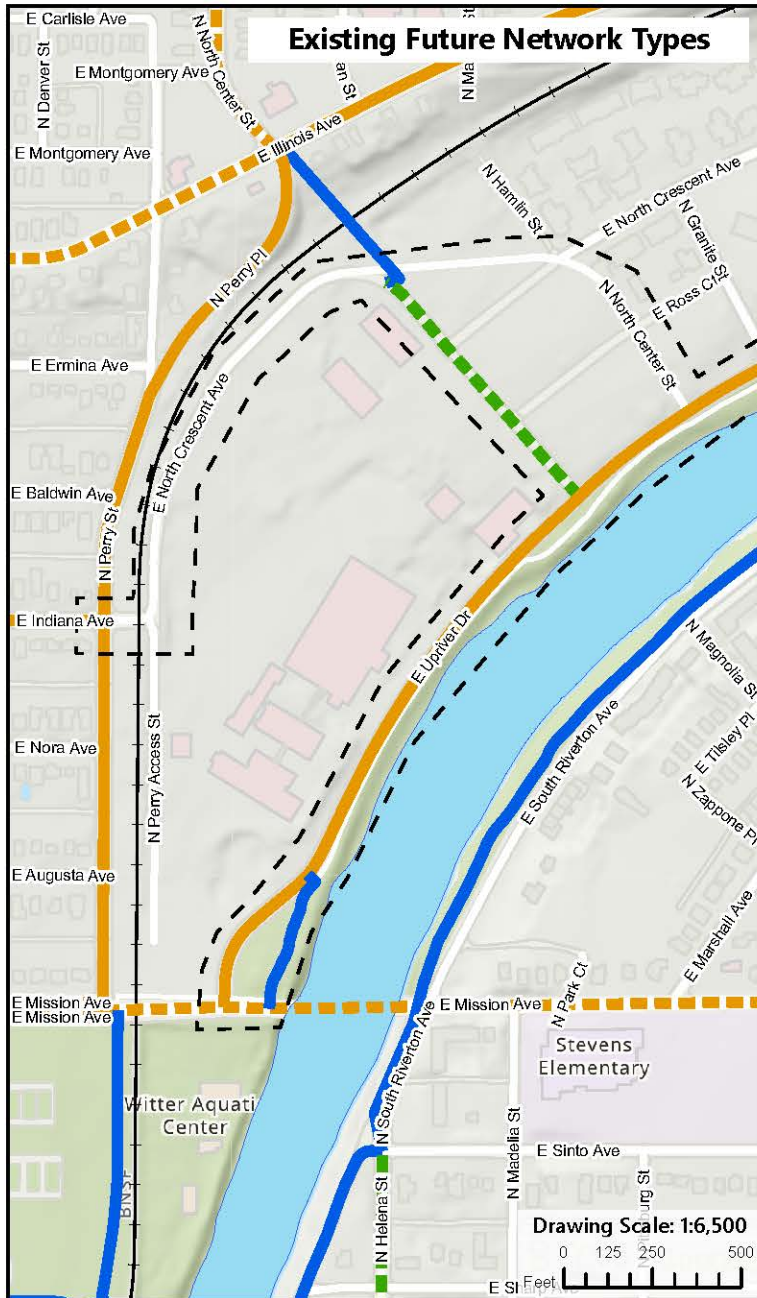 Existing Future Network Types
E Carlisle Ave
N Denver St
E Montgomery Ave
N North Center St
E Montgomery Ave
E Illinois Ave
N Hamlin St
E North Crescent Ave
N Granite St
N Perry Pl
E Ross Ct
N North Center St
E Ermina Ave
E North Crescent Ave
E Baldwin Ave
N Perry St
E Indiana Ave
E Upriver Dr
N Magnolia St
E Nora Ave
N Perry Access St
E South Riverton Ave
E Tilsley Pl
N Zappone Pl
E Augusta Ave
E Marshall Ave
N Park Ct
E Mission Ave
E Mission Ave
E Mission Ave
Stevens
Elementary
Witter Aquati
Center
N South Riverton Ave
N Madelia St
E Sinto Ave
BNSF
N Helena St
Drawing Scale: 1:6,500
0 125 250 500
Feet
E Sharp Ave